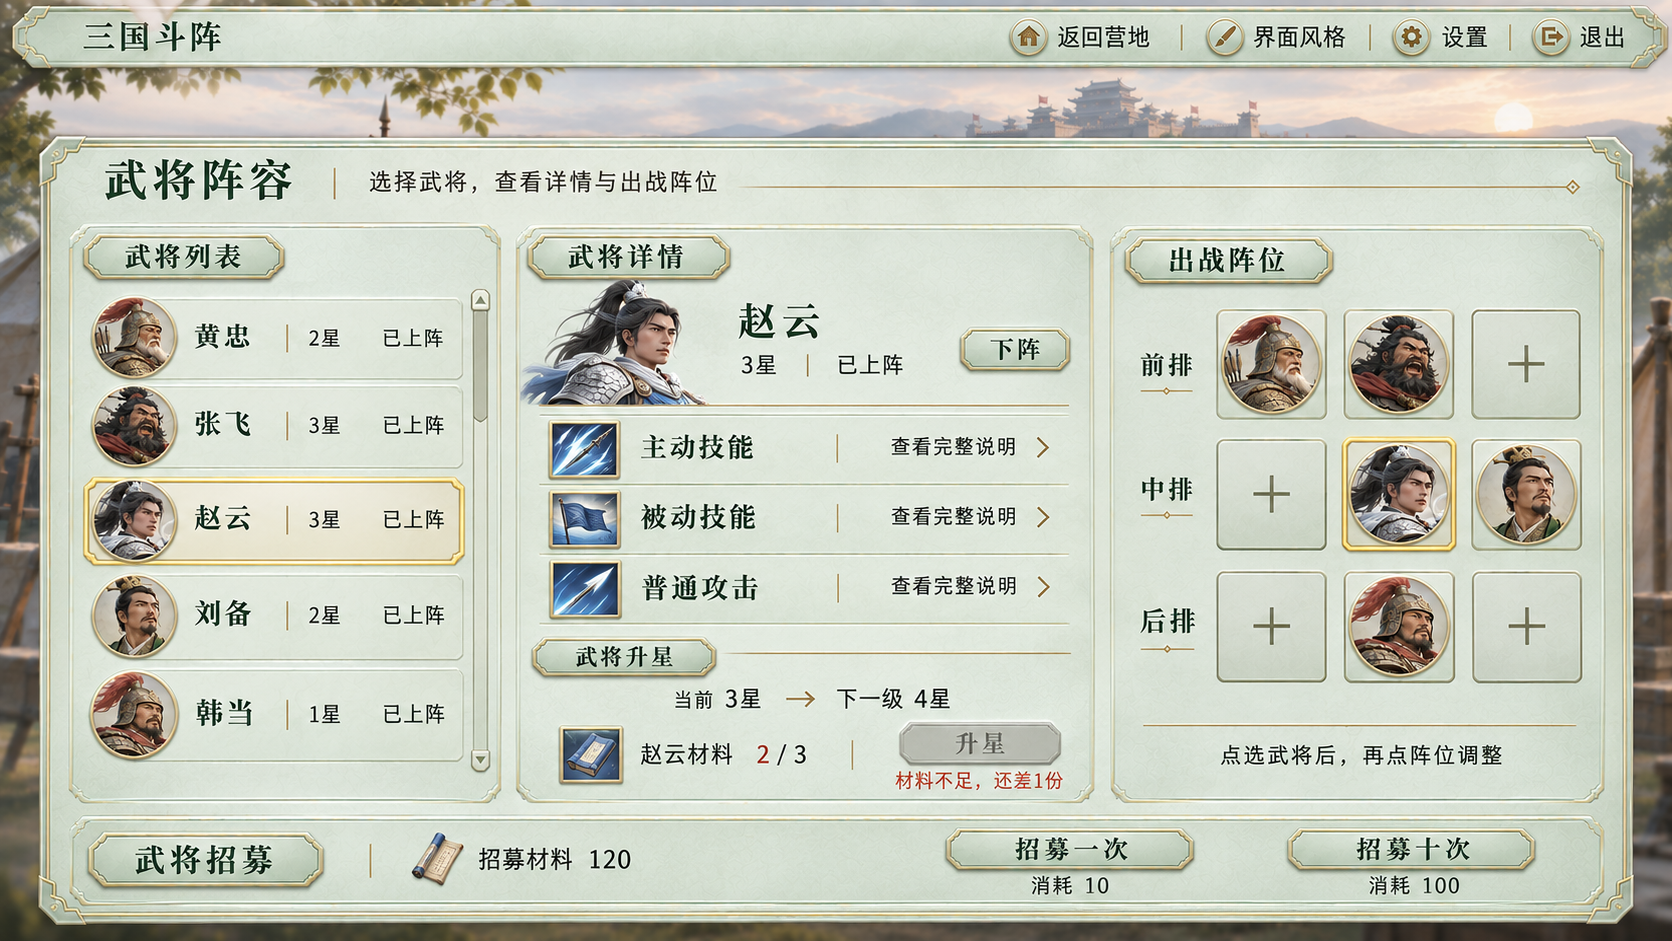 三国斗阵
返回营地
界面风格
设置
退出
武将阵容
选择武将，查看详情与出战阵位
武将列表
黄忠 2星 已上阵
张飞 3星 已上阵
赵云 3星 已上阵
刘备 2星 已上阵
韩当 1星 已上阵
武将详情
赵云
3星 已上阵
下阵
主动技能 查看完整说明
被动技能 查看完整说明
普通攻击 查看完整说明
武将升星
当前 3星 → 下一级 4星
赵云材料 2 / 3
升星
材料不足，还差1份
出战阵位
前排
中排
后排
点选武将后，再点阵位调整
武将招募
招募材料 120
招募一次
消耗 10
招募十次
消耗 100